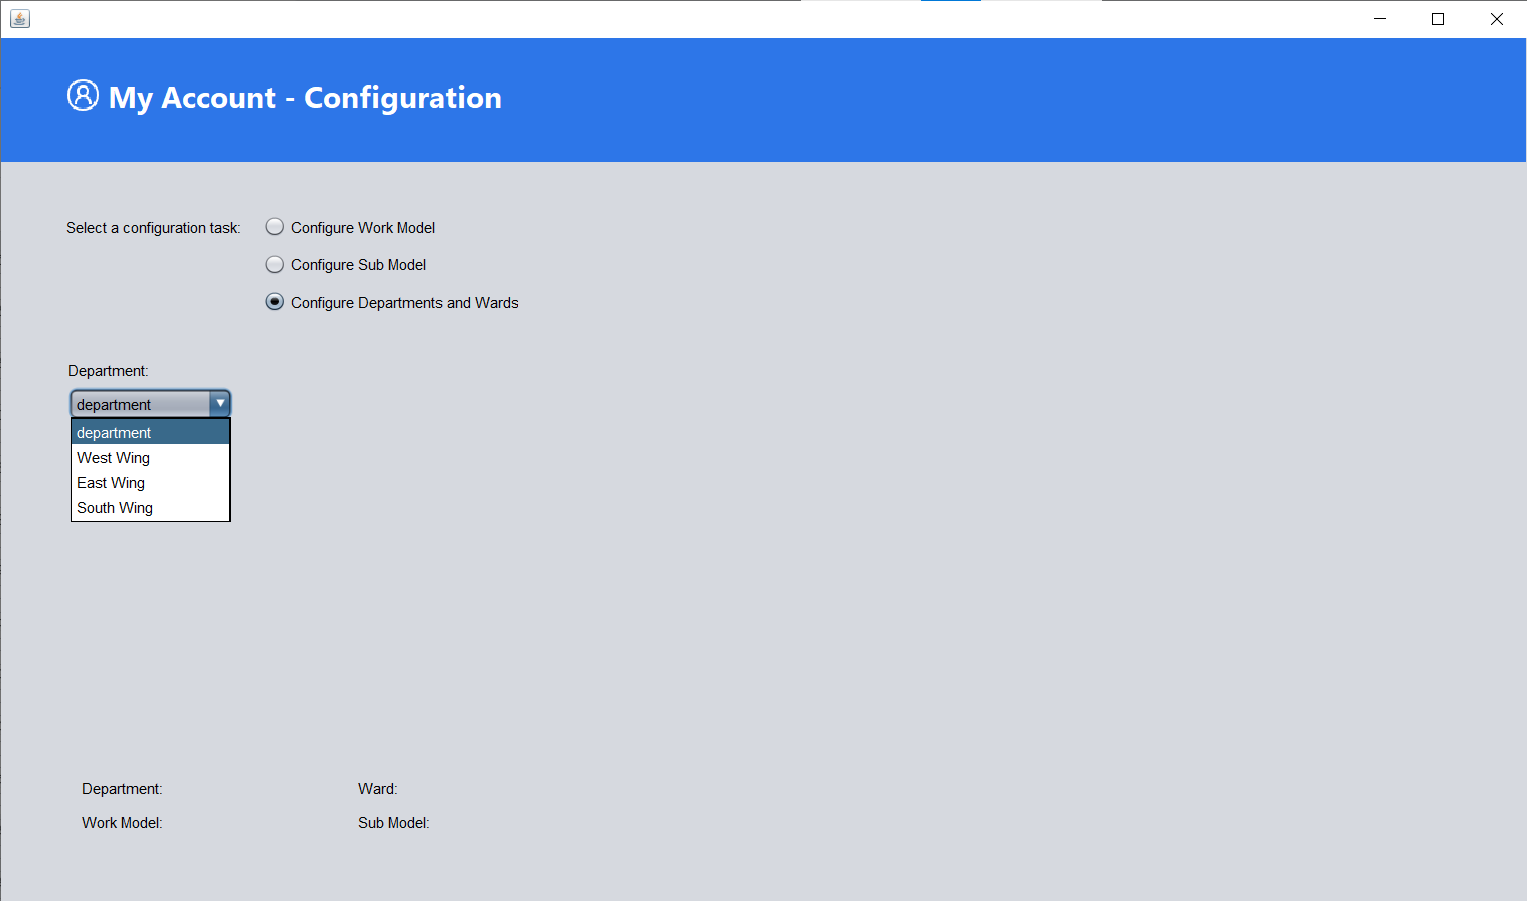 My Account - Configuration
Select a configuration task:
Configure Work Model
Configure Sub Model
Configure Departments and Wards
Department:
department
department
West Wing
East Wing
South Wing
Department: Ward:
Work Model: Sub Model: